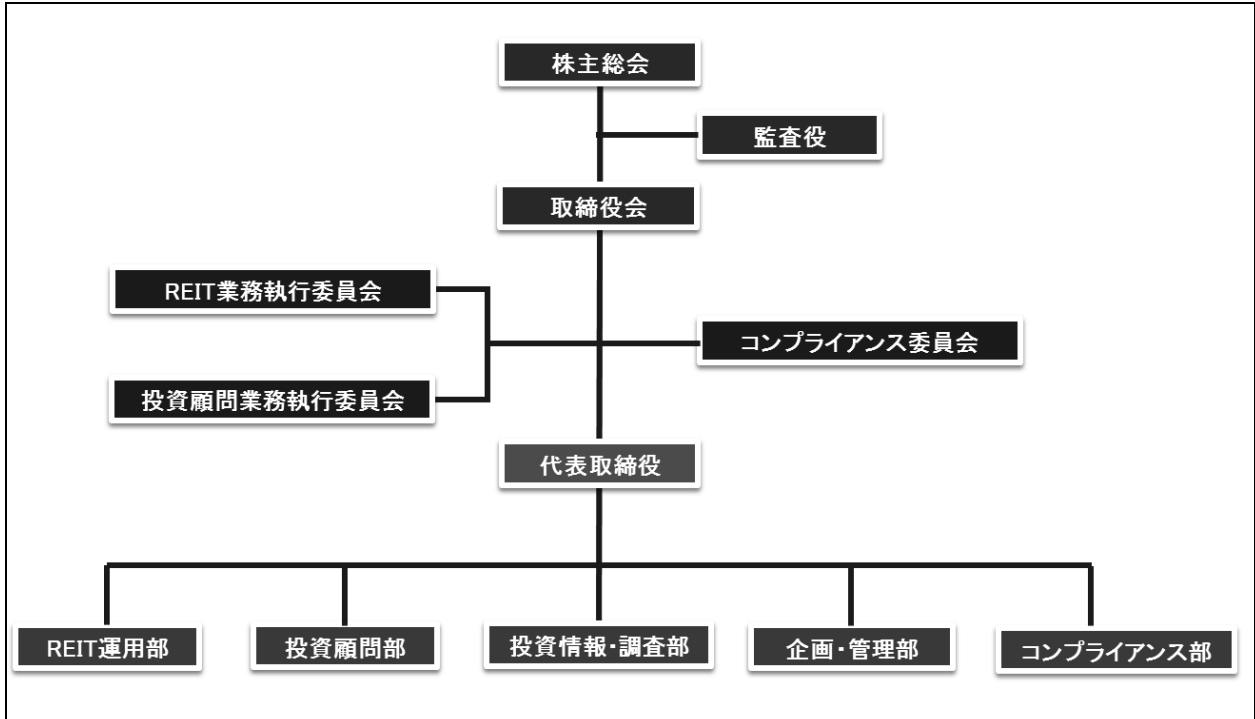 株主総会
監査役
取締役会
REIT業務執行委員会
コンプライアンス委員会
投資顧問業務執行委員会
代表取締役
REIT運用部
投資顧問部
投資情報・調査部
企画・管理部
コンプライアンス部